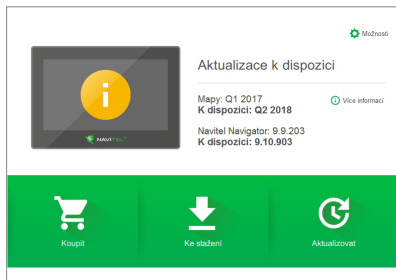 Možnosti
Aktualizace k dispozici
Mapy: Q1 2017
K dispozici: Q2 2018
Více informací
Navitel Navigator: 9.9.203
K dispozici: 9.10.903
NAVITEL
Koupit
Ke stažení
Aktualizovat